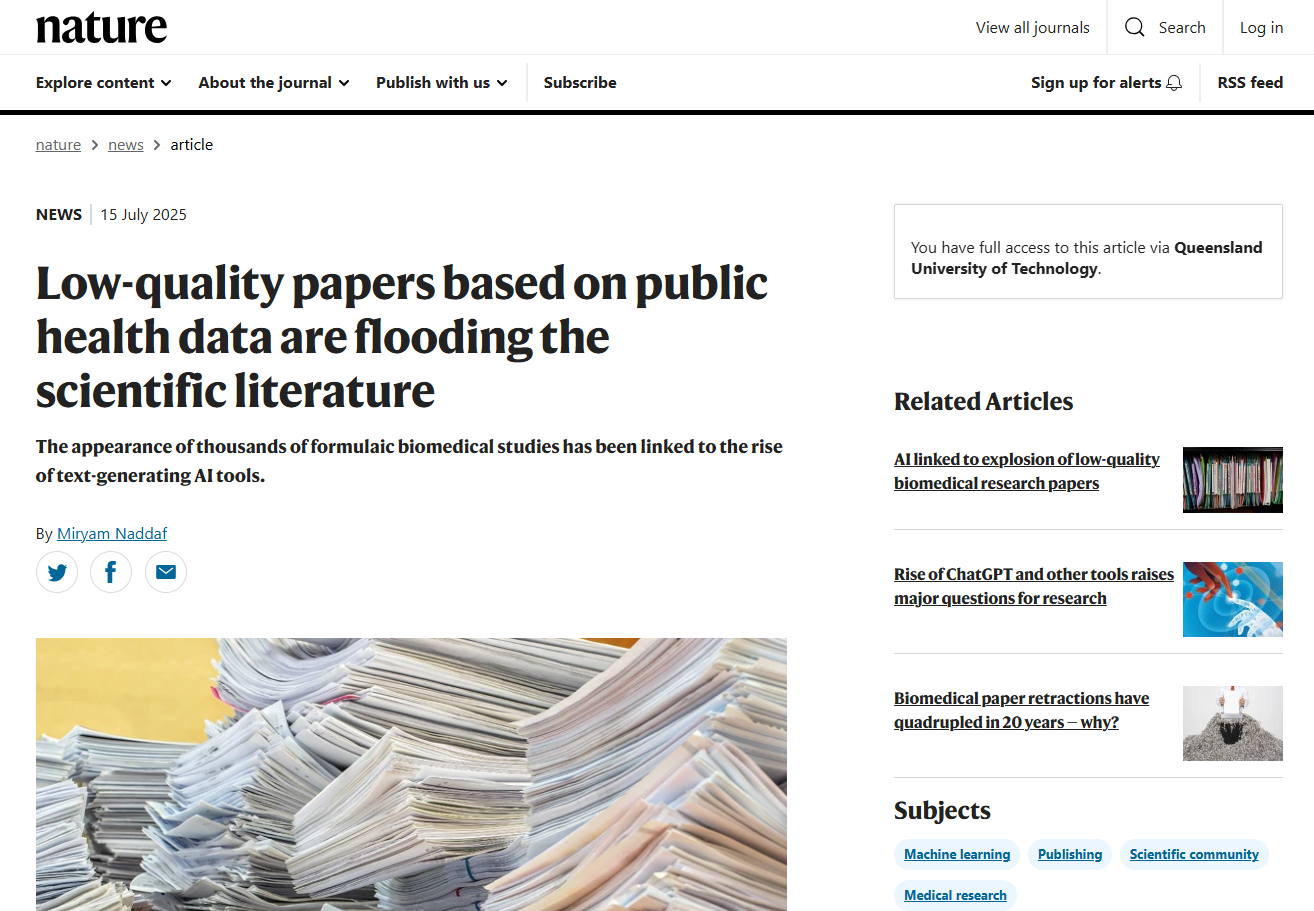 nature
View all journals
Search
Log in
Explore content
About the journal
Publish with us
Subscribe
Sign up for alerts
RSS feed
nature > news > article
NEWS | 15 July 2025
Low-quality papers based on public
health data are flooding the
scientific literature
The appearance of thousands of formulaic biomedical studies has been linked to the rise
of text-generating AI tools.
By Miryam Naddaf
You have full access to this article via Queensland
University of Technology.
Related Articles
AI linked to explosion of low-quality
biomedical research papers
Rise of ChatGPT and other tools raises
major questions for research
Biomedical paper retractions have
quadrupled in 20 years — why?
Subjects
Machine learning
Publishing
Scientific community
Medical research